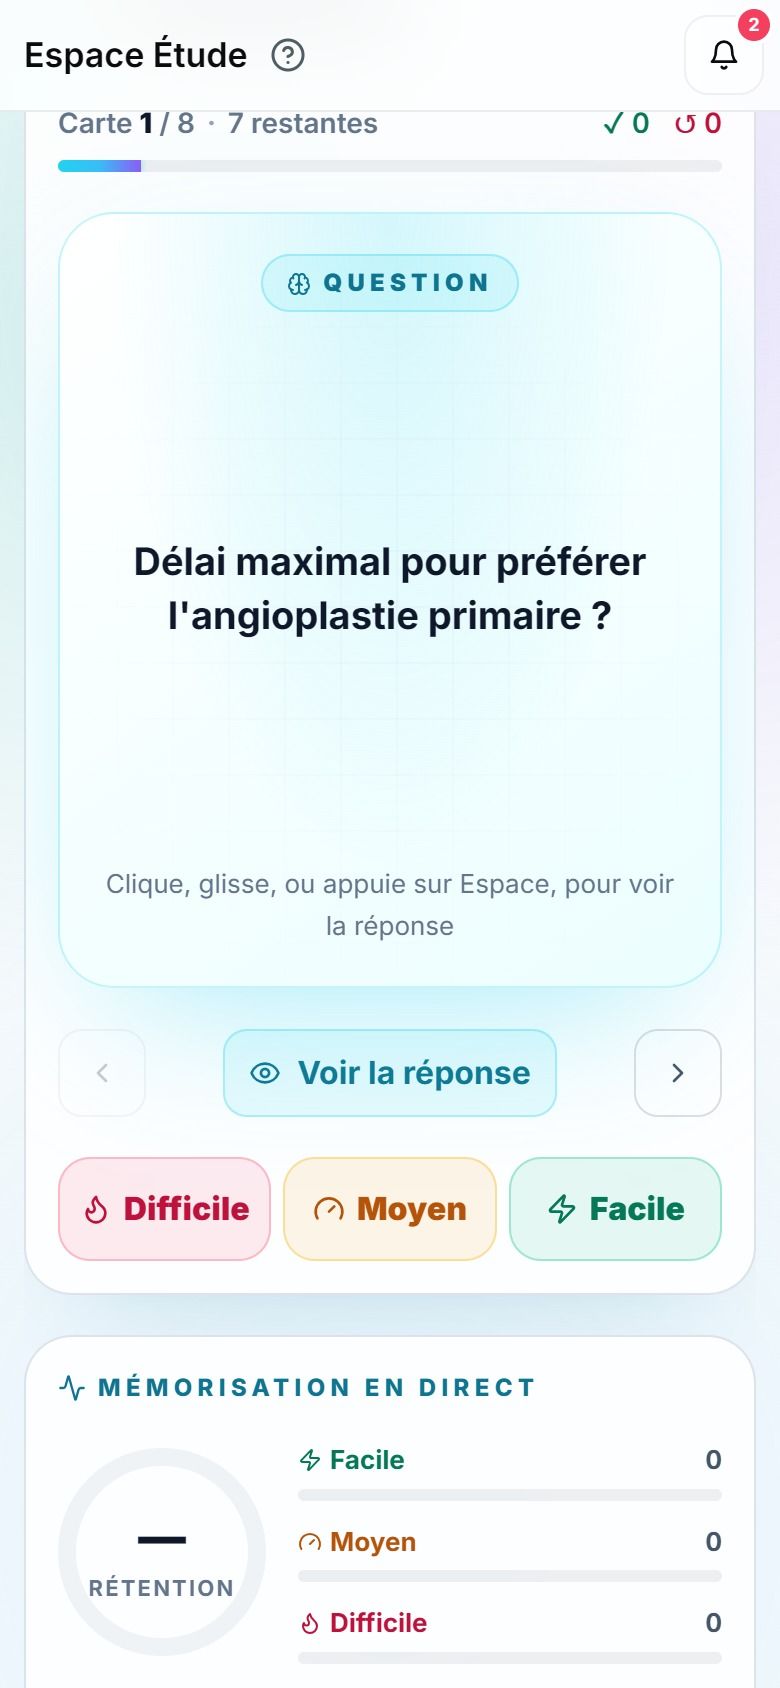 Espace Étude
2
Carte 1 / 8 · 7 restantes
✓ 0 ↺ 0
QUESTION
Délai maximal pour préférer
l'angioplastie primaire ?
Clique, glisse, ou appuie sur Espace, pour voir
la réponse
Voir la réponse
Difficile
Moyen
Facile
MÉMORISATION EN DIRECT
Facile 0
Moyen 0
Difficile 0
—
RÉTENTION